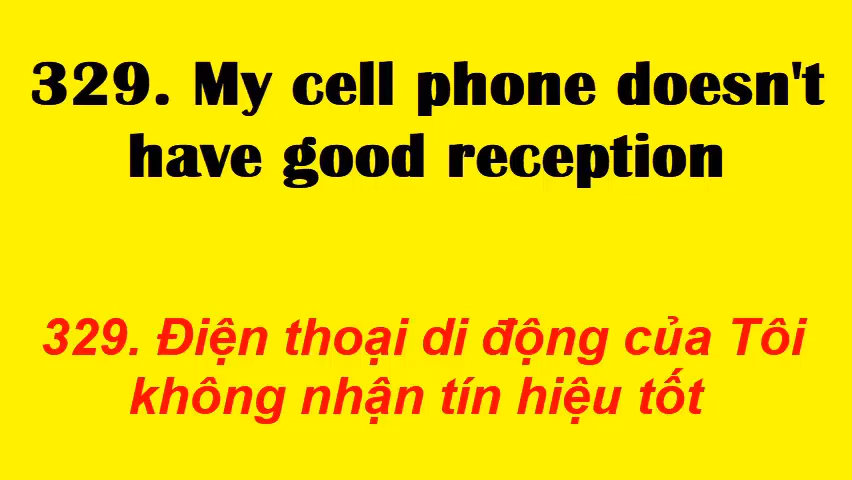 329. My cell phone doesn't
have good reception
329. Điện thoại di động của Tôi
không nhận tín hiệu tốt